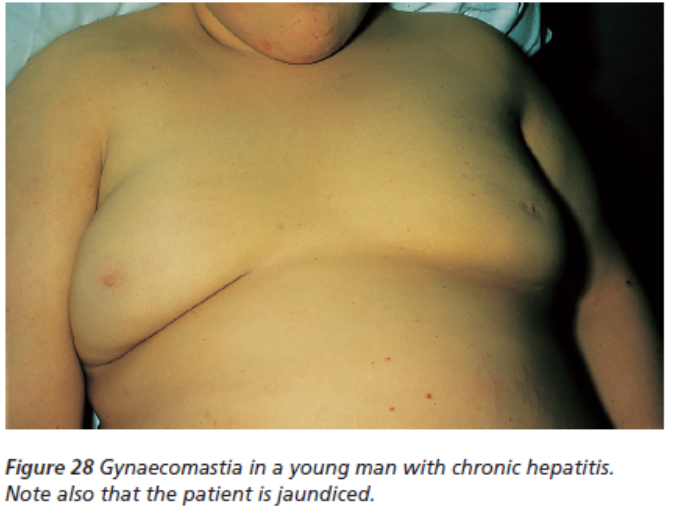 Figure 28 Gynaecomastia in a young man with chronic hepatitis.
Note also that the patient is jaundiced.